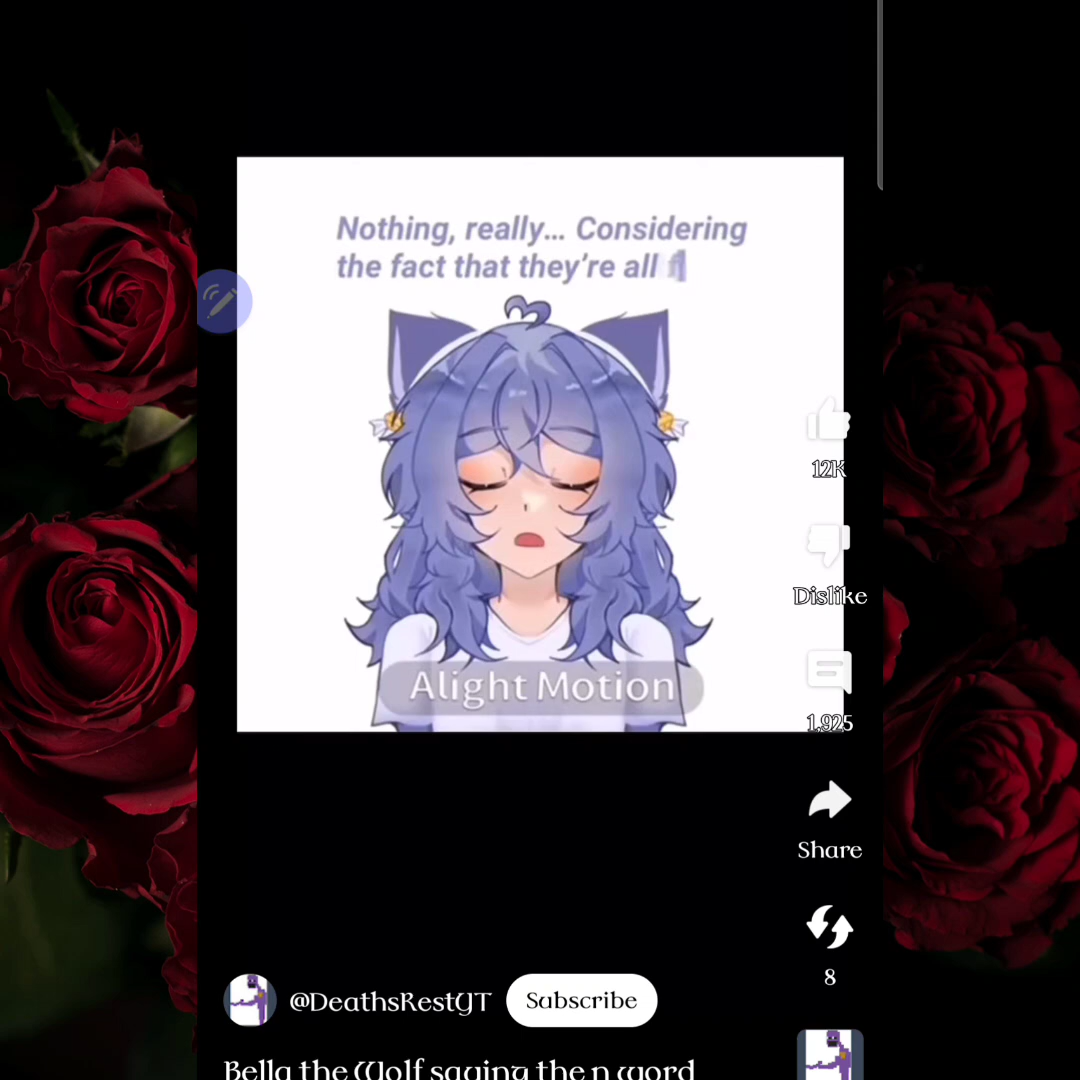 Nothing, really... Considering
the fact that they're all f
Alight Motion
12K
Dislike
1,925
Share
8
@DeathsRestYT
Subscribe
Bella the Wolf saying the n word